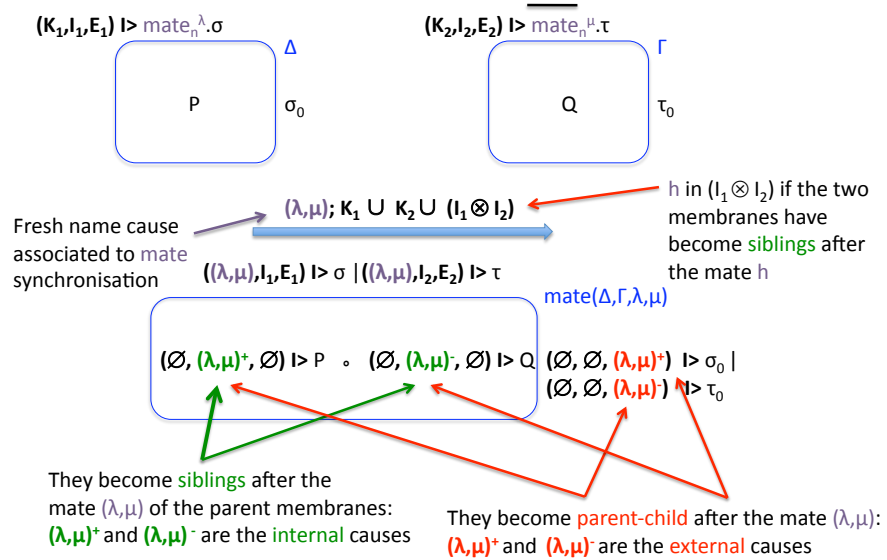 (K₁,I₁,E₁) I> mateₙ^λ.σ
(K₂,I₂,E₂) I> mateₙ^μ.τ
Δ
Γ
P
σ₀
Q
τ₀
(λ,μ); K₁ ∪ K₂ ∪ (I₁ ⊗ I₂)
h in (I₁ ⊗ I₂) if the two
membranes have
become siblings after
the mate h
Fresh name cause
associated to mate
synchronisation
((λ,μ),I₁,E₁) I> σ |((λ,μ),I₂,E₂) I> τ
mate(Δ,Γ,λ,μ)
(∅, (λ,μ)⁺, ∅) I> P ∘ (∅, (λ,μ)⁻, ∅) I> Q (∅, ∅, (λ,μ)⁺) I> σ₀ |
(∅, ∅, (λ,μ)⁻) I> τ₀
They become siblings after the
mate (λ,μ) of the parent membranes:
(λ,μ)⁺ and (λ,μ)⁻ are the internal causes
They become parent-child after the mate (λ,μ):
(λ,μ)⁺ and (λ,μ)⁻ are the external causes